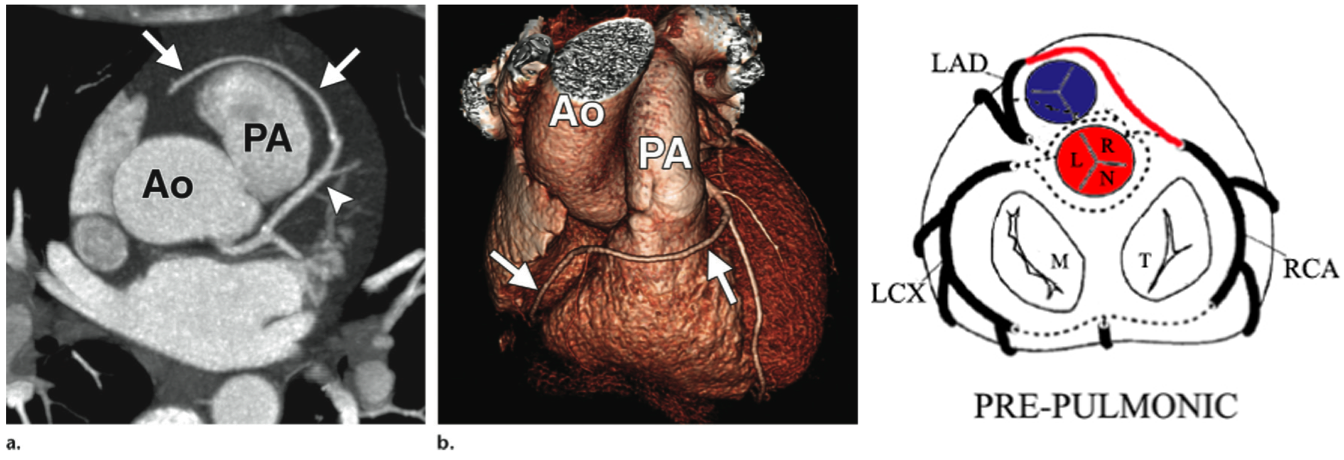 Ao
PA
a.
Ao
PA
b.
LAD
L
R
N
M
T
LCX
RCA
PRE-PULMONIC